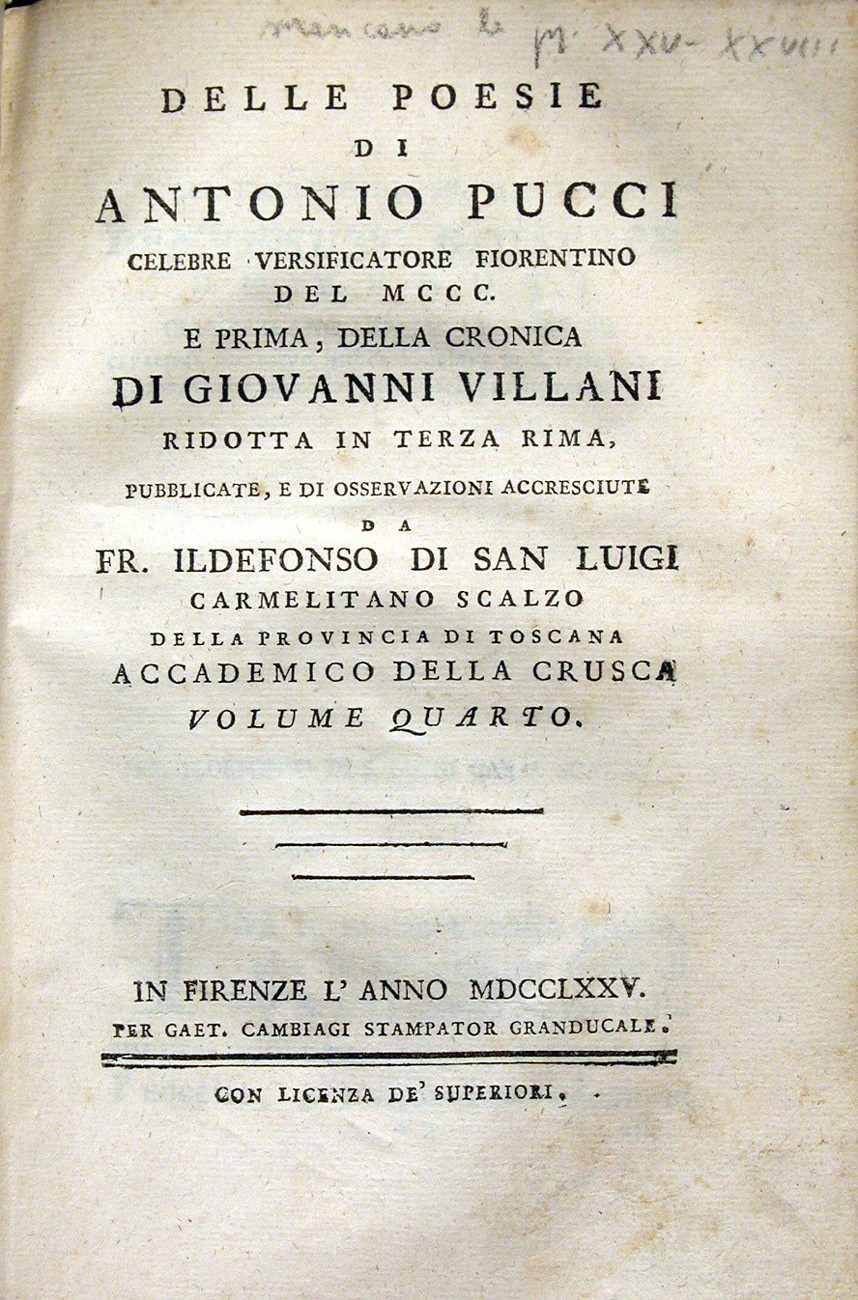 mancano le pp. XXV-XXVIII
DELLE POESIE
DI
ANTONIO PUCCI
CELEBRE VERSIFICATORE FIORENTINO
DEL MCCC.
E PRIMA, DELLA CRONICA
DI GIOVANNI VILLANI
RIDOTTA IN TERZA RIMA,
PUBBLICATE, E DI OSSERVAZIONI ACCRESCIUTE
DA
FR. ILDEFONSO DI SAN LUIGI
CARMELITANO SCALZO
DELLA PROVINCIA DI TOSCANA
ACCADEMICO DELLA CRUSCA
VOLUME QUARTO.
IN FIRENZE L' ANNO MDCCLXXV.
PER GAET. CAMBIAGI STAMPATOR GRANDUCALE.
CON LICENZA DE' SUPERIORI.